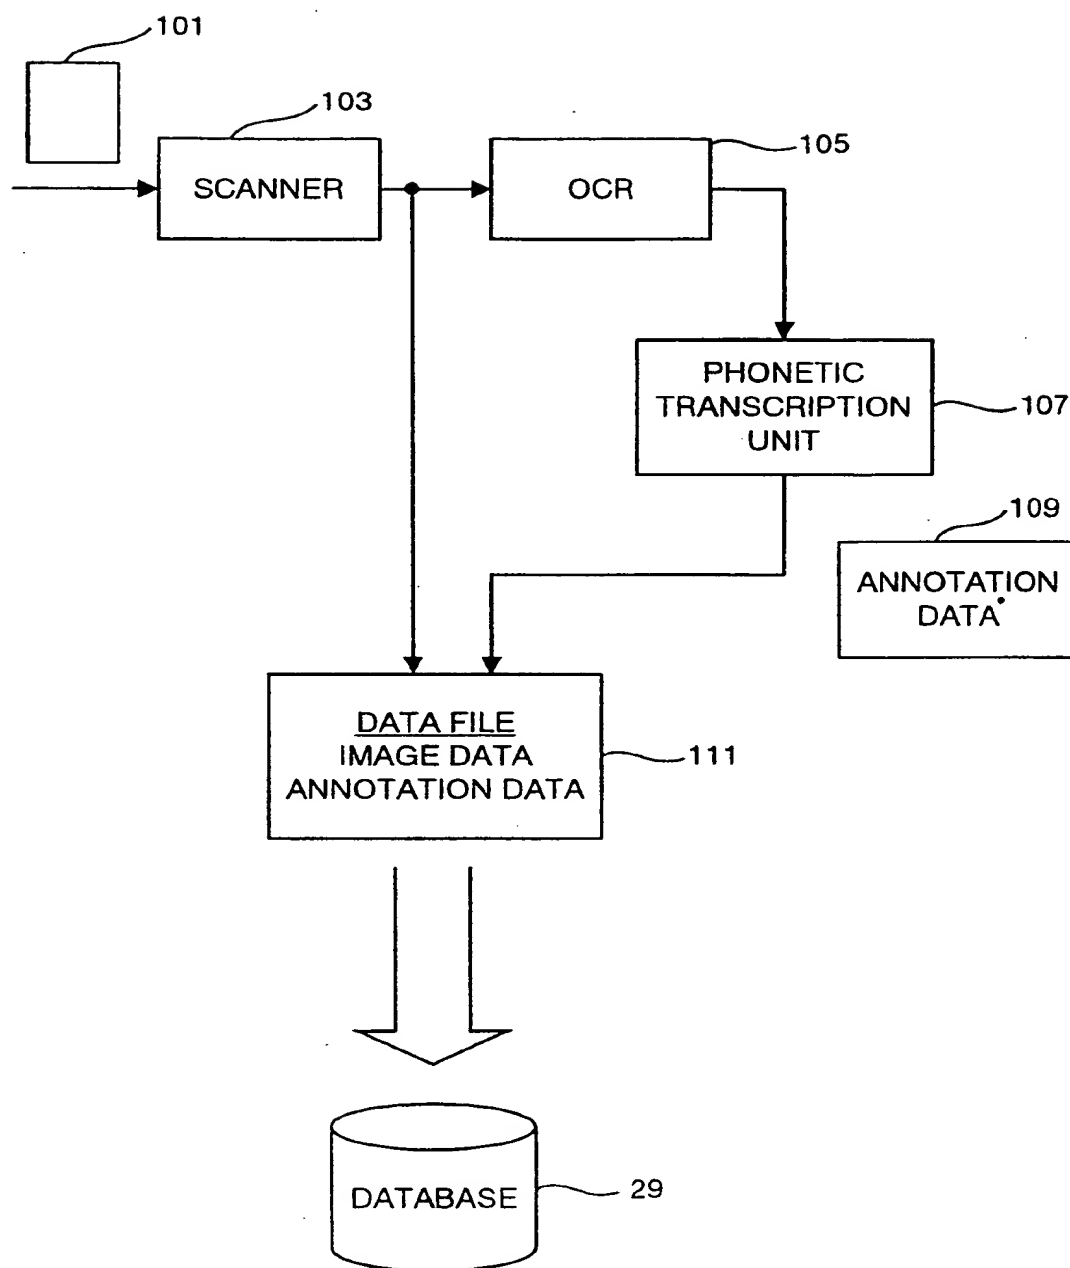 101
103
105
SCANNER
OCR
PHONETIC
TRANSCRIPTION
UNIT
107
109
ANNOTATION
DATA
DATA FILE
IMAGE DATA
ANNOTATION DATA
111
DATABASE
29